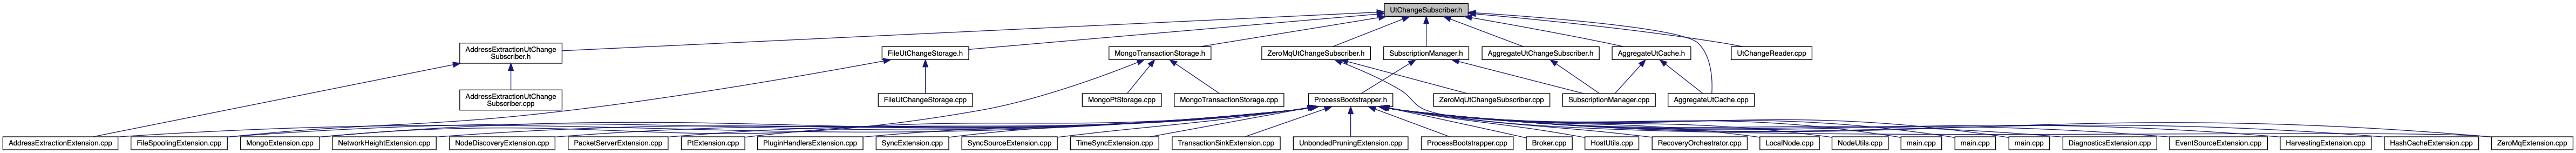 UtChangeSubscriber.h
AddressExtractionUtChange
Subscriber.h
FileUtChangeStorage.h
MongoTransactionStorage.h
ZeroMqUtChangeSubscriber.h
SubscriptionManager.h
AggregateUtChangeSubscriber.h
AggregateUtCache.h
UtChangeReader.cpp
AddressExtractionUtChange
Subscriber.cpp
FileUtChangeStorage.cpp
MongoPtStorage.cpp
MongoTransactionStorage.cpp
ProcessBootstrapper.h
ZeroMqUtChangeSubscriber.cpp
SubscriptionManager.cpp
AggregateUtCache.cpp
AddressExtractionExtension.cpp
FileSpoolingExtension.cpp
MongoExtension.cpp
NetworkHeightExtension.cpp
NodeDiscoveryExtension.cpp
PacketServerExtension.cpp
PtExtension.cpp
PluginHandlersExtension.cpp
SyncExtension.cpp
SyncSourceExtension.cpp
TimeSyncExtension.cpp
TransactionSinkExtension.cpp
UnbondedPruningExtension.cpp
ProcessBootstrapper.cpp
Broker.cpp
HostUtils.cpp
RecoveryOrchestrator.cpp
LocalNode.cpp
NodeUtils.cpp
main.cpp
main.cpp
main.cpp
DiagnosticsExtension.cpp
EventSourceExtension.cpp
HarvestingExtension.cpp
HashCacheExtension.cpp
ZeroMqExtension.cpp